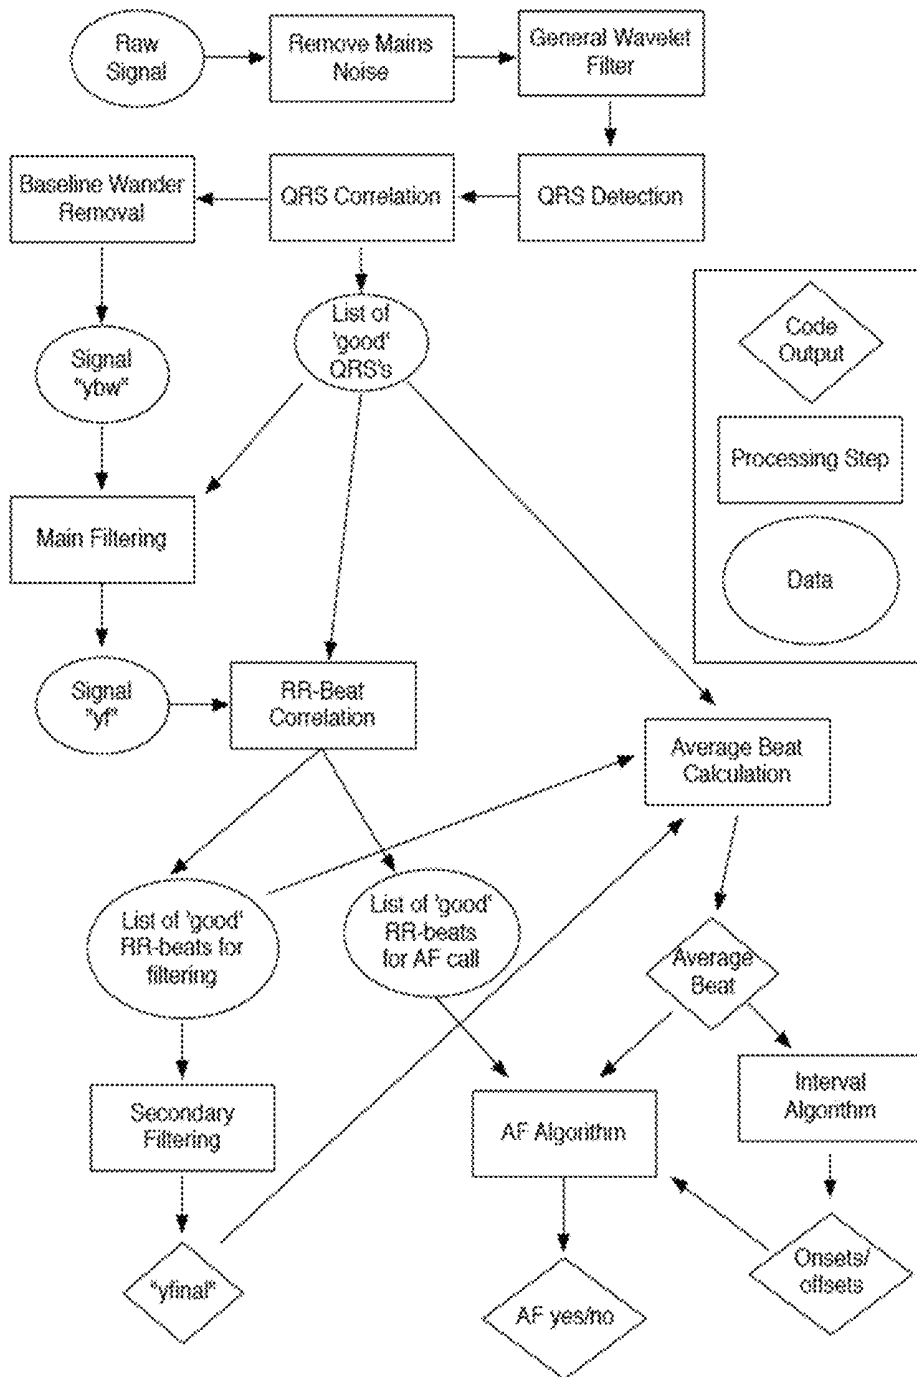 Raw
Signal
Remove Mains
Noise
General Wavelet
Filter
Baseline Wander
Removal
QRS Correlation
QRS Detection
List of
'good'
QRS's
Signal
"ybw"
Code
Output
Processing Step
Data
Main Filtering
Signal
"yf"
RR-Beat
Correlation
Average Beat
Calculation
List of 'good'
RR-beats for
filtering
List of 'good'
RR-beats
for AF call
Average
Beat
Secondary
Filtering
AF Algorithm
Interval
Algorithm
"yfinal"
AF yes/no
Onsets/
offsets